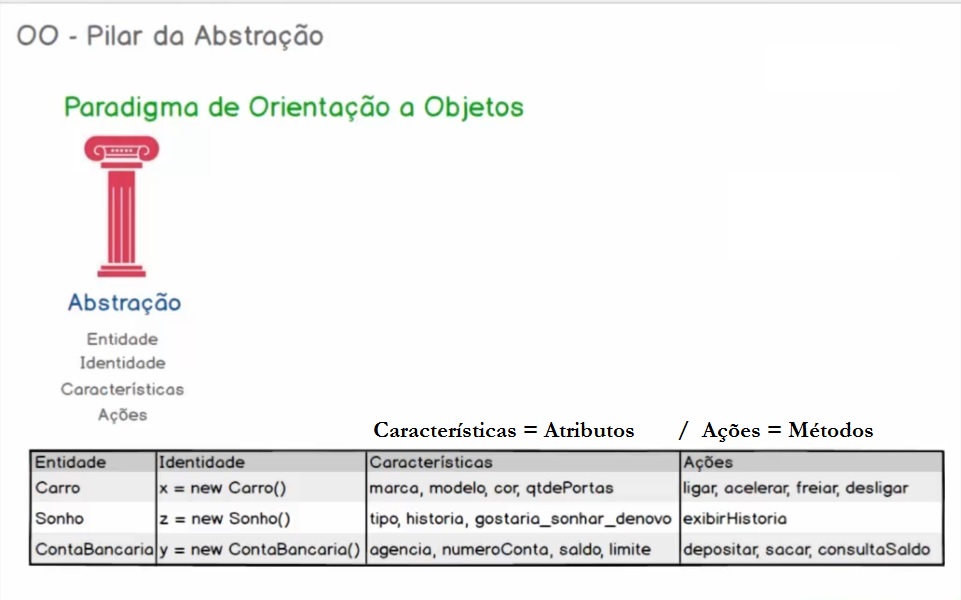 OO - Pilar da Abstração
Paradigma de Orientação a Objetos
Abstração
Entidade
Identidade
Características
Ações
Características = Atributos / Ações = Métodos
Entidade Identidade Características Ações
Carro x = new Carro() marca, modelo, cor, qtdePortas ligar, acelerar, freiar, desligar
Sonho z = new Sonho() tipo, historia, gostaria_sonhar_denovo exibirHistoria
ContaBancaria y = new ContaBancaria() agencia, numeroConta, saldo, limite depositar, sacar, consultaSaldo